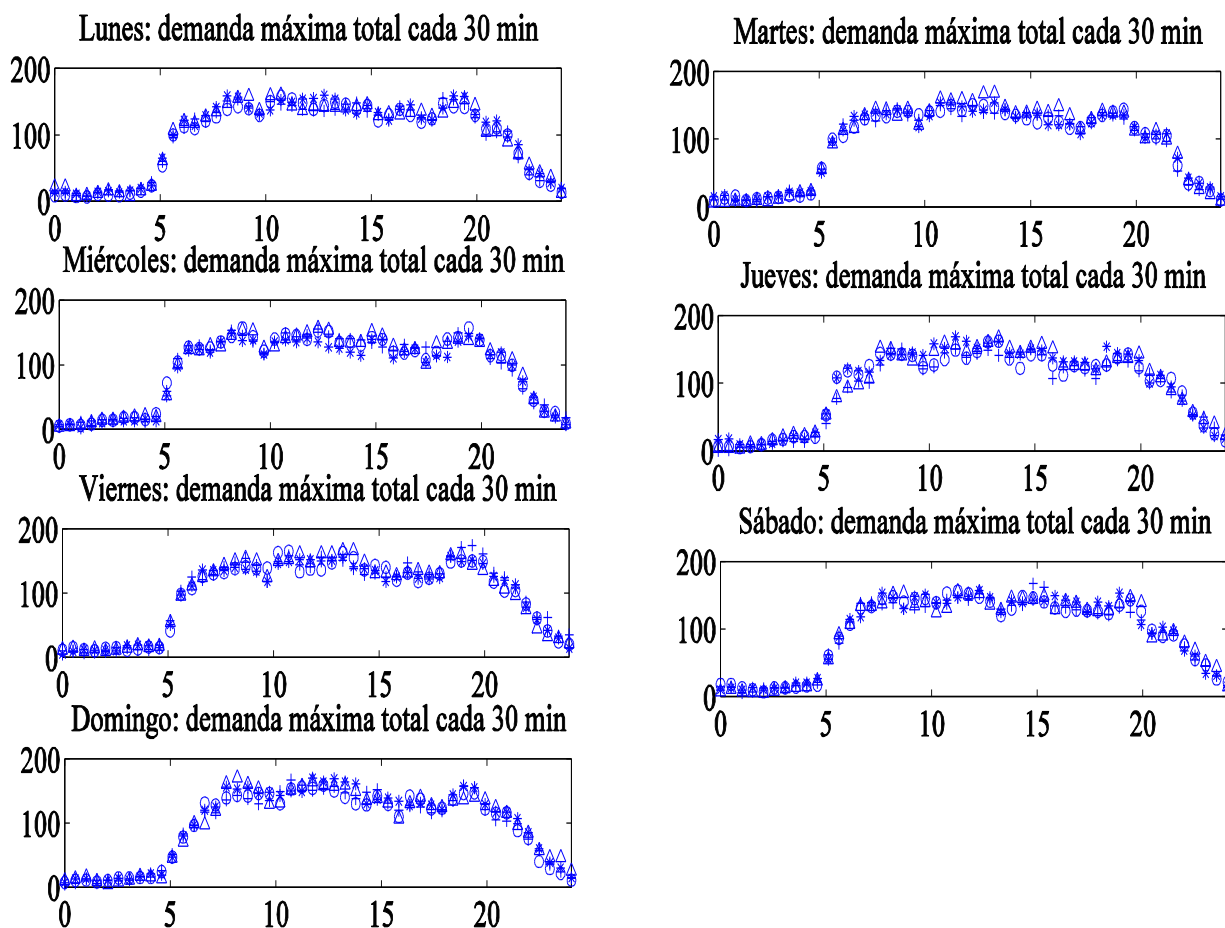 Lunes: demanda máxima total cada 30 min
200
100
0
0 5 10 15 20
Martes: demanda máxima total cada 30 min
200
100
0
0 5 10 15 20
Miércoles: demanda máxima total cada 30 min
200
100
0
0 5 10 15 20
Jueves: demanda máxima total cada 30 min
200
100
0
0 5 10 15 20
Viernes: demanda máxima total cada 30 min
200
100
0
0 5 10 15 20
Sábado: demanda máxima total cada 30 min
200
100
0
0 5 10 15 20
Domingo: demanda máxima total cada 30 min
200
100
0
0 5 10 15 20